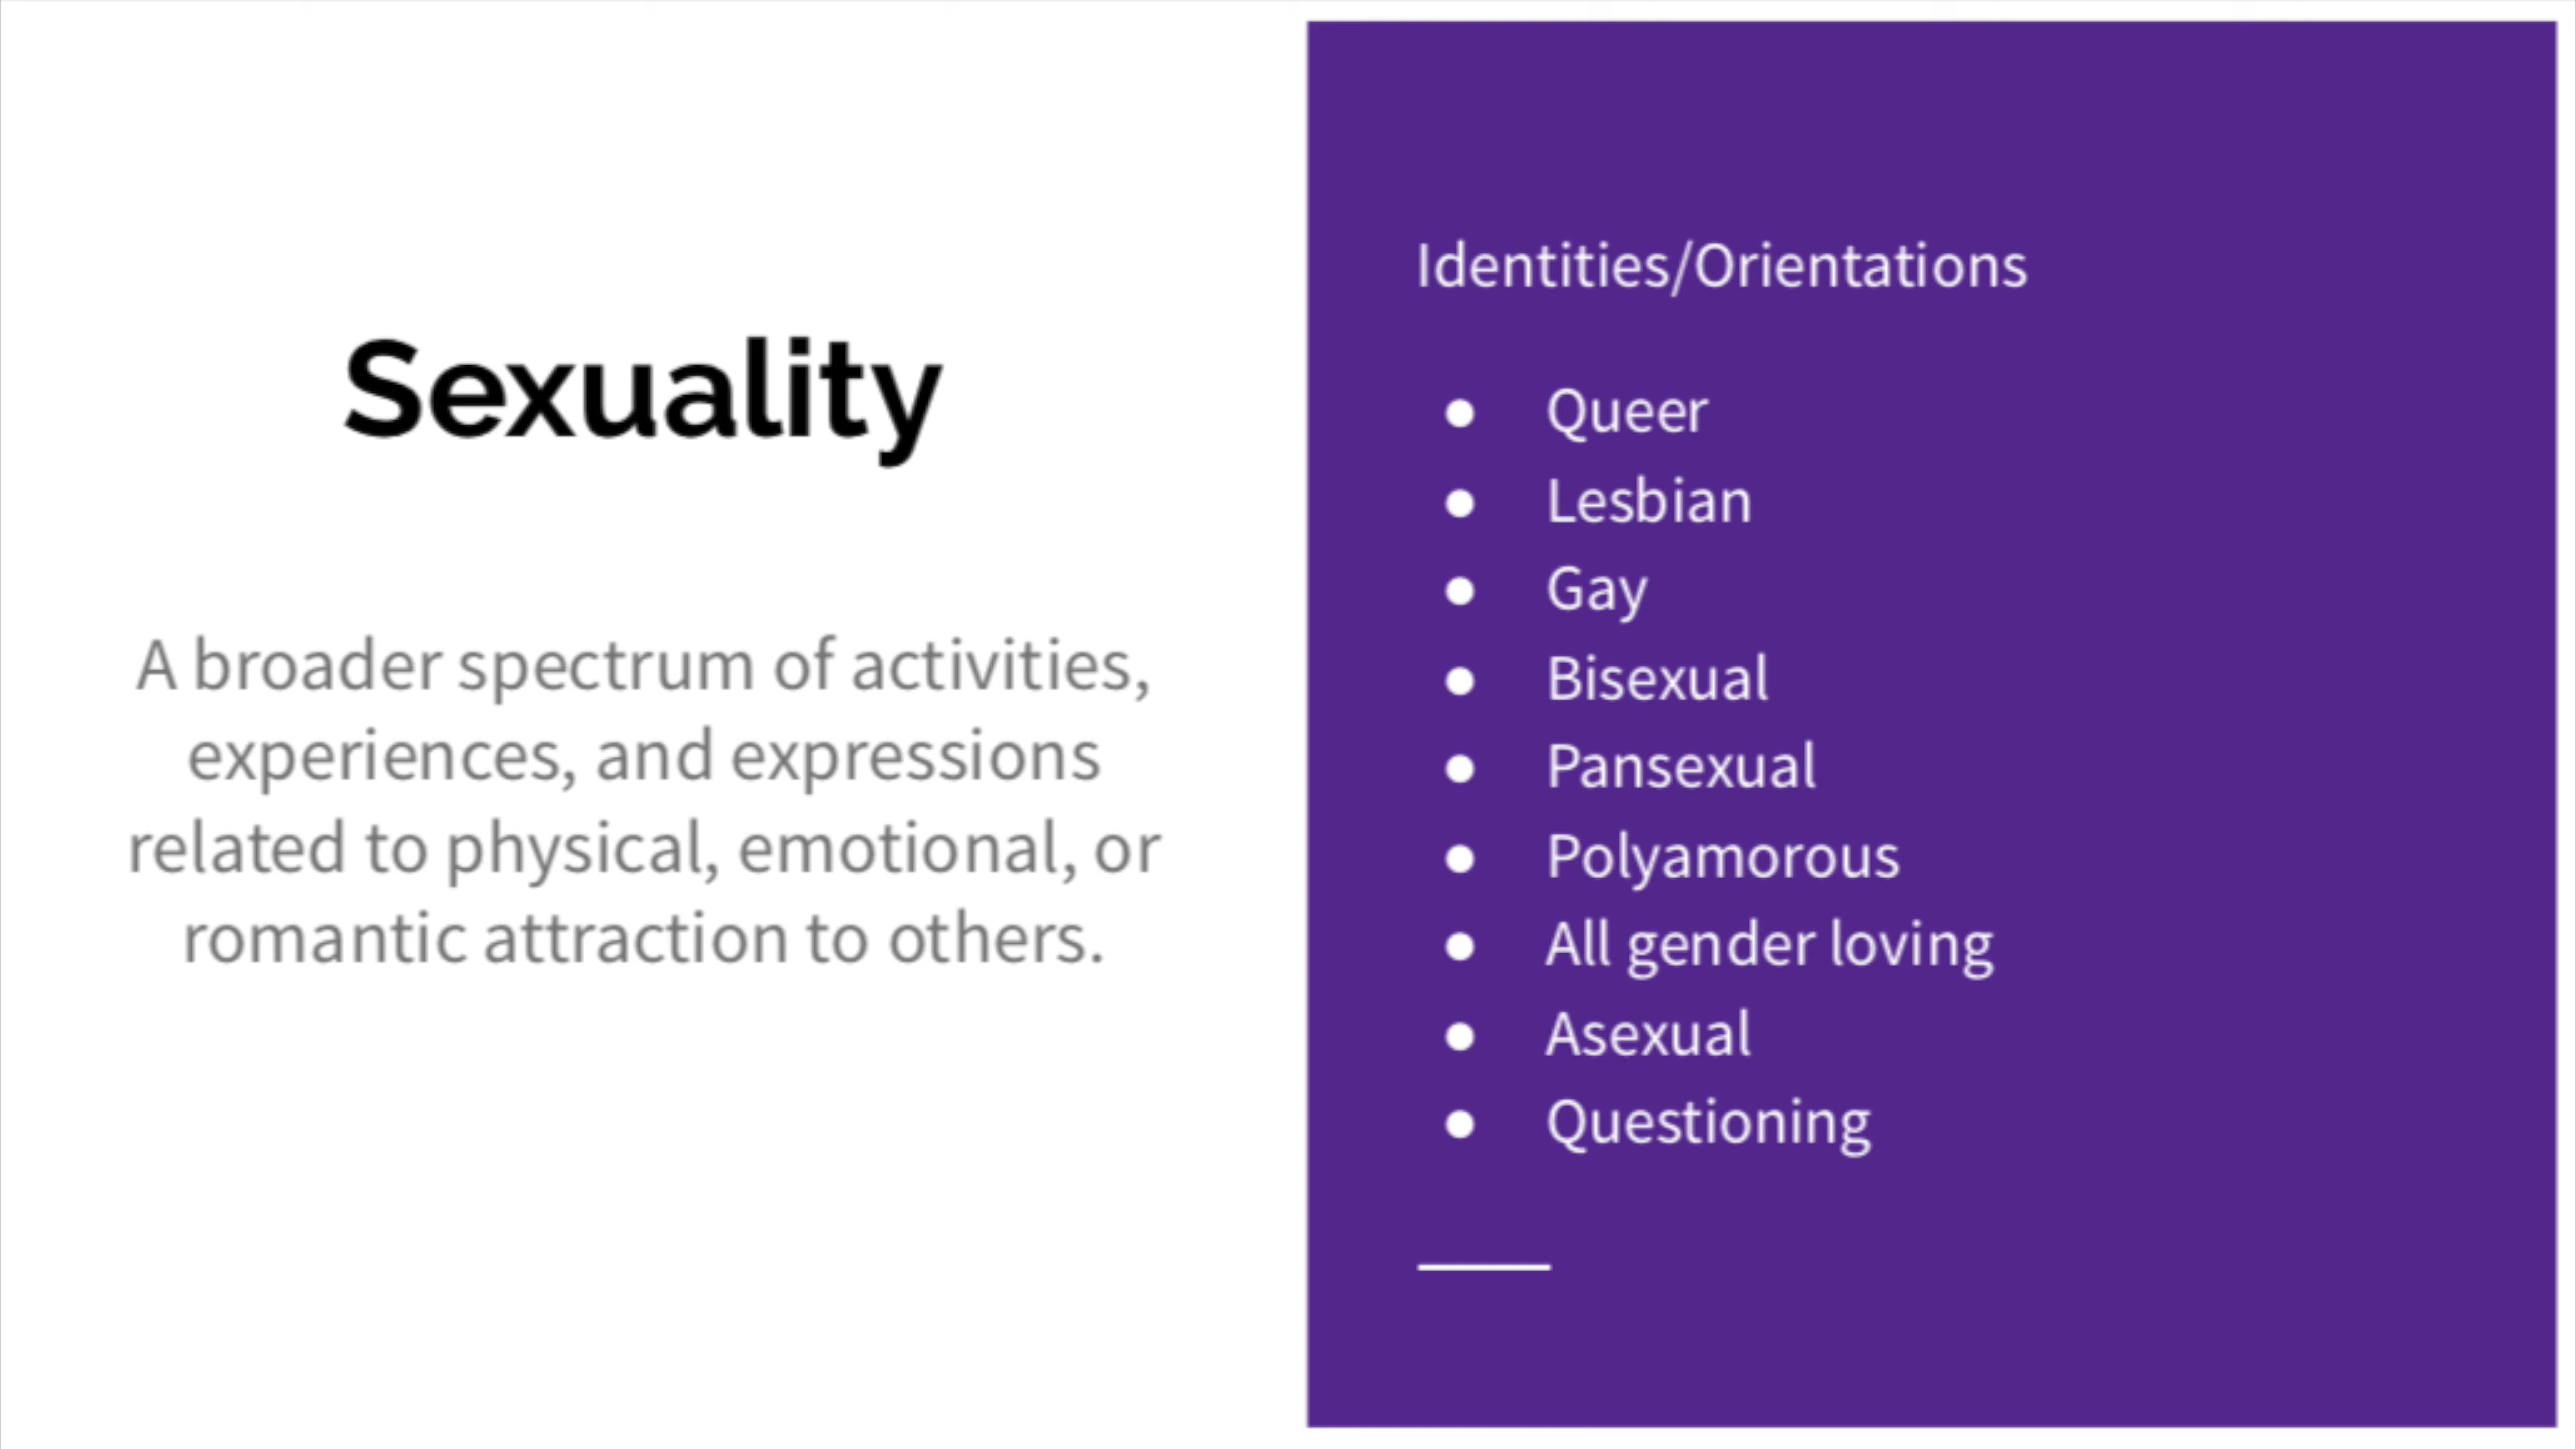 Sexuality
A broader spectrum of activities,
experiences, and expressions
related to physical, emotional, or
romantic attraction to others.
Identities/Orientations
● Queer
● Lesbian
● Gay
● Bisexual
● Pansexual
● Polyamorous
● All gender loving
● Asexual
● Questioning